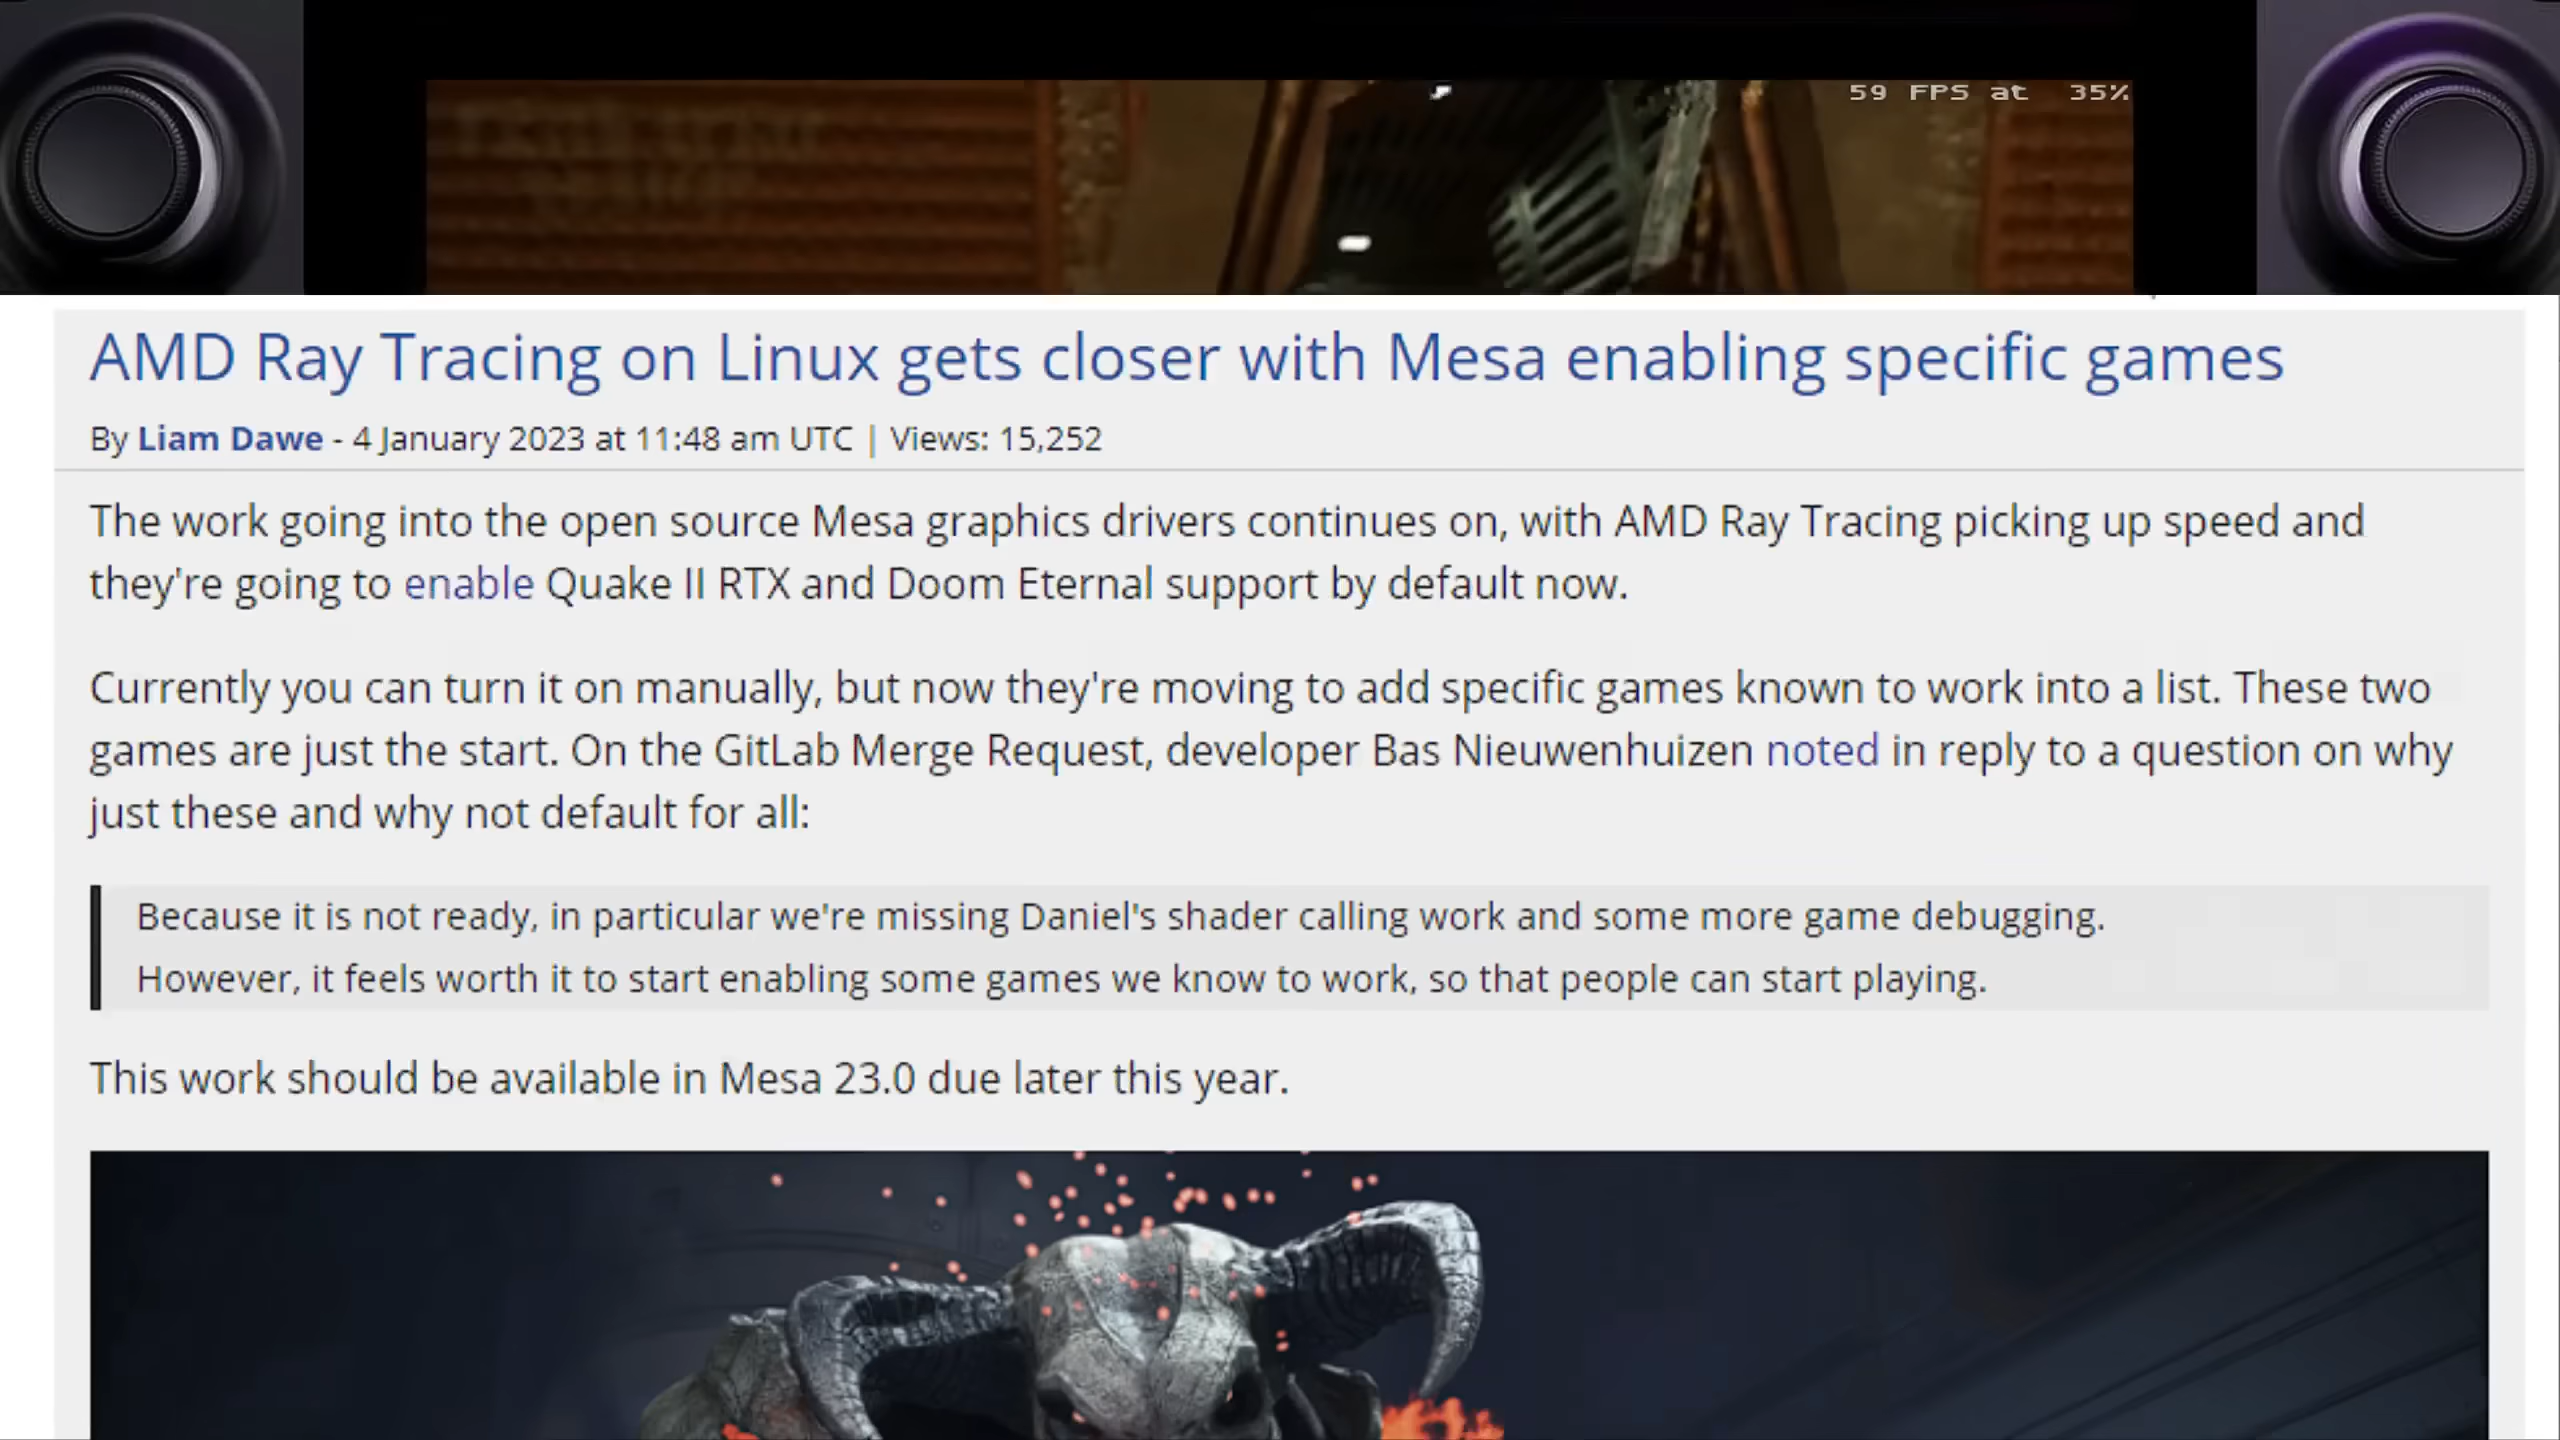 59 FPS at 35%
AMD Ray Tracing on Linux gets closer with Mesa enabling specific games
By Liam Dawe - 4 January 2023 at 11:48 am UTC | Views: 15,252
The work going into the open source Mesa graphics drivers continues on, with AMD Ray Tracing picking up speed and
they're going to enable Quake II RTX and Doom Eternal support by default now.
Currently you can turn it on manually, but now they're moving to add specific games known to work into a list. These two
games are just the start. On the GitLab Merge Request, developer Bas Nieuwenhuizen noted in reply to a question on why
just these and why not default for all:
Because it is not ready, in particular we're missing Daniel's shader calling work and some more game debugging.
However, it feels worth it to start enabling some games we know to work, so that people can start playing.
This work should be available in Mesa 23.0 due later this year.